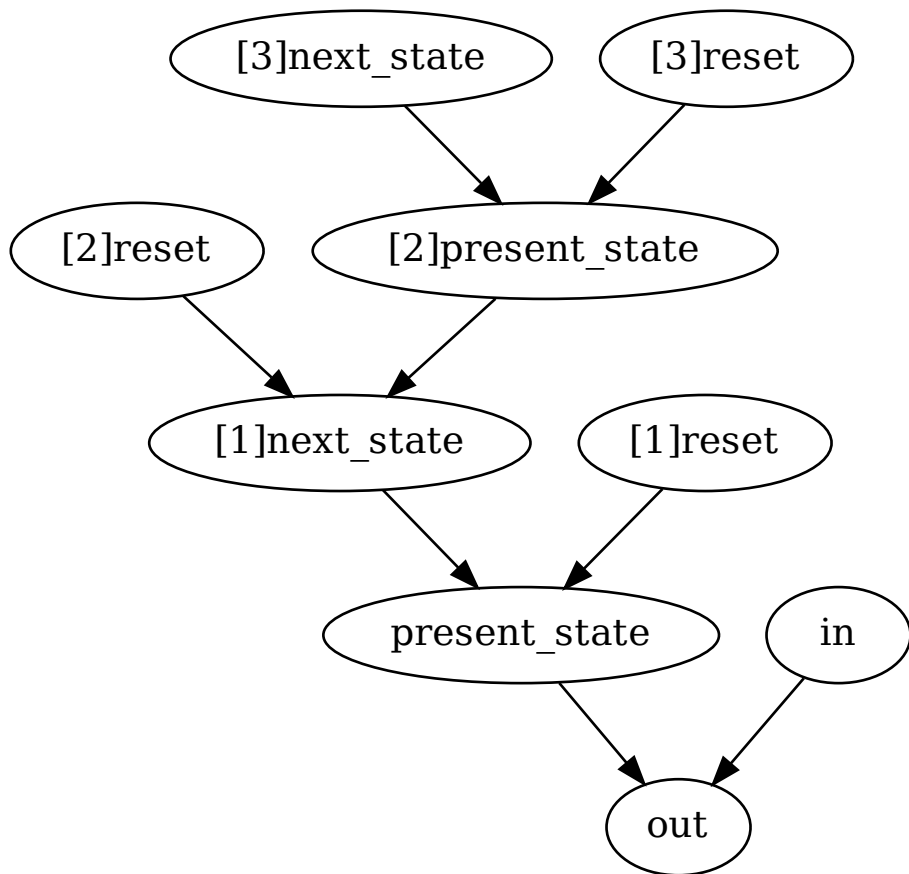 [3]next_state
[3]reset
[2]reset
[2]present_state
[1]next_state
[1]reset
present_state
in
out